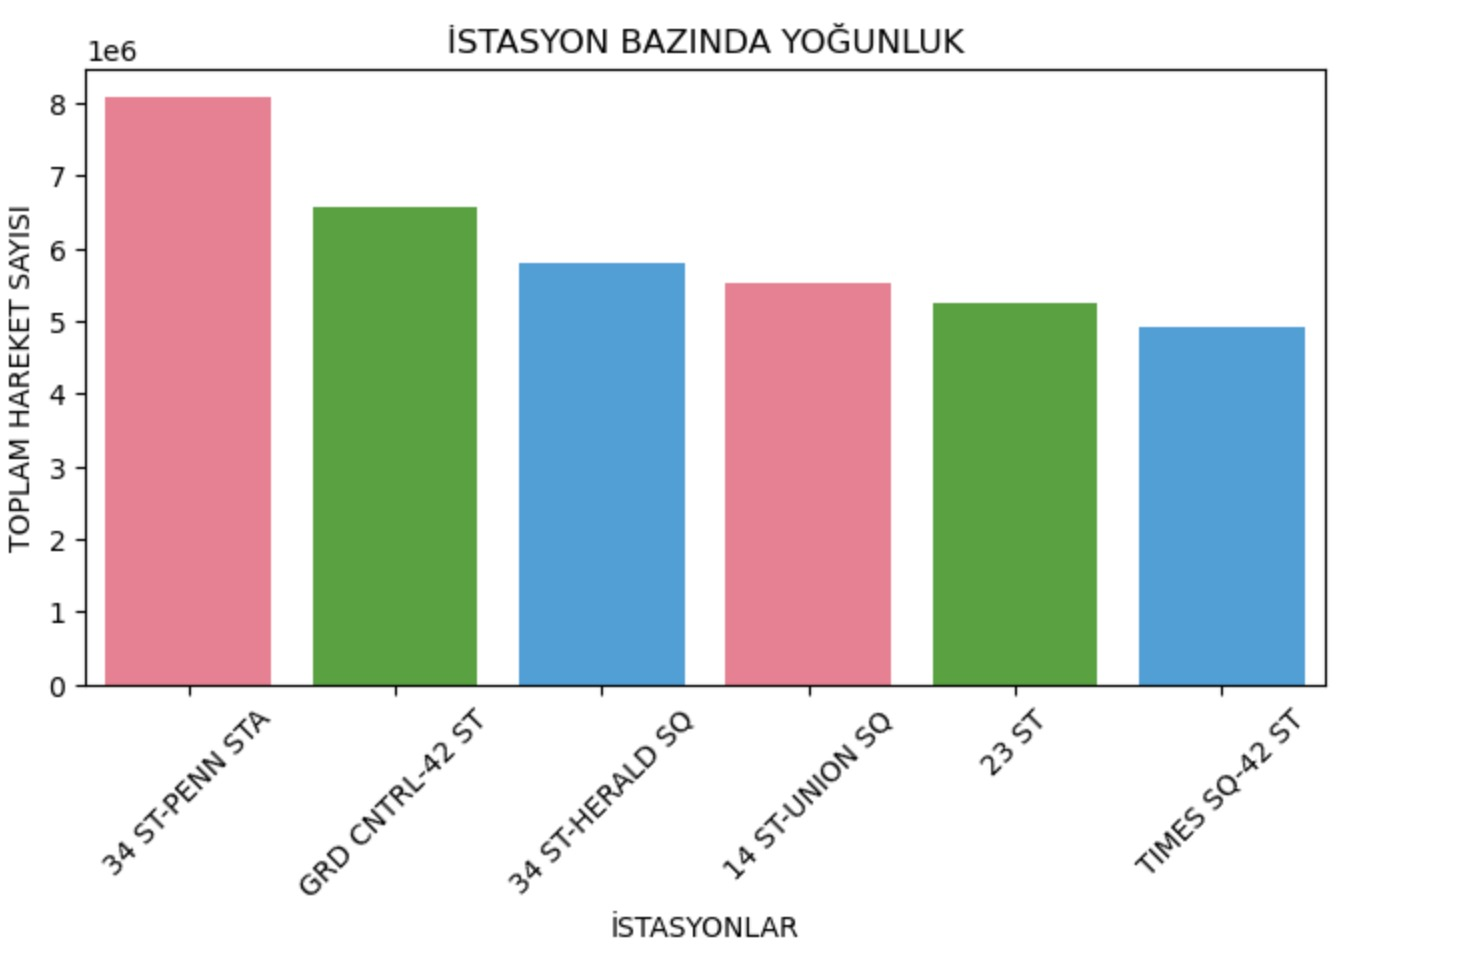 İSTASYON BAZINDA YOĞUNLUK
1e6
TOPLAM HAREKET SAYISI
8
7
6
5
4
3
2
1
0
34 ST-PENN STA
GRD CNTRL-42 ST
34 ST-HERALD SQ
14 ST-UNION SQ
23 ST
TIMES SQ-42 ST
İSTASYONLAR